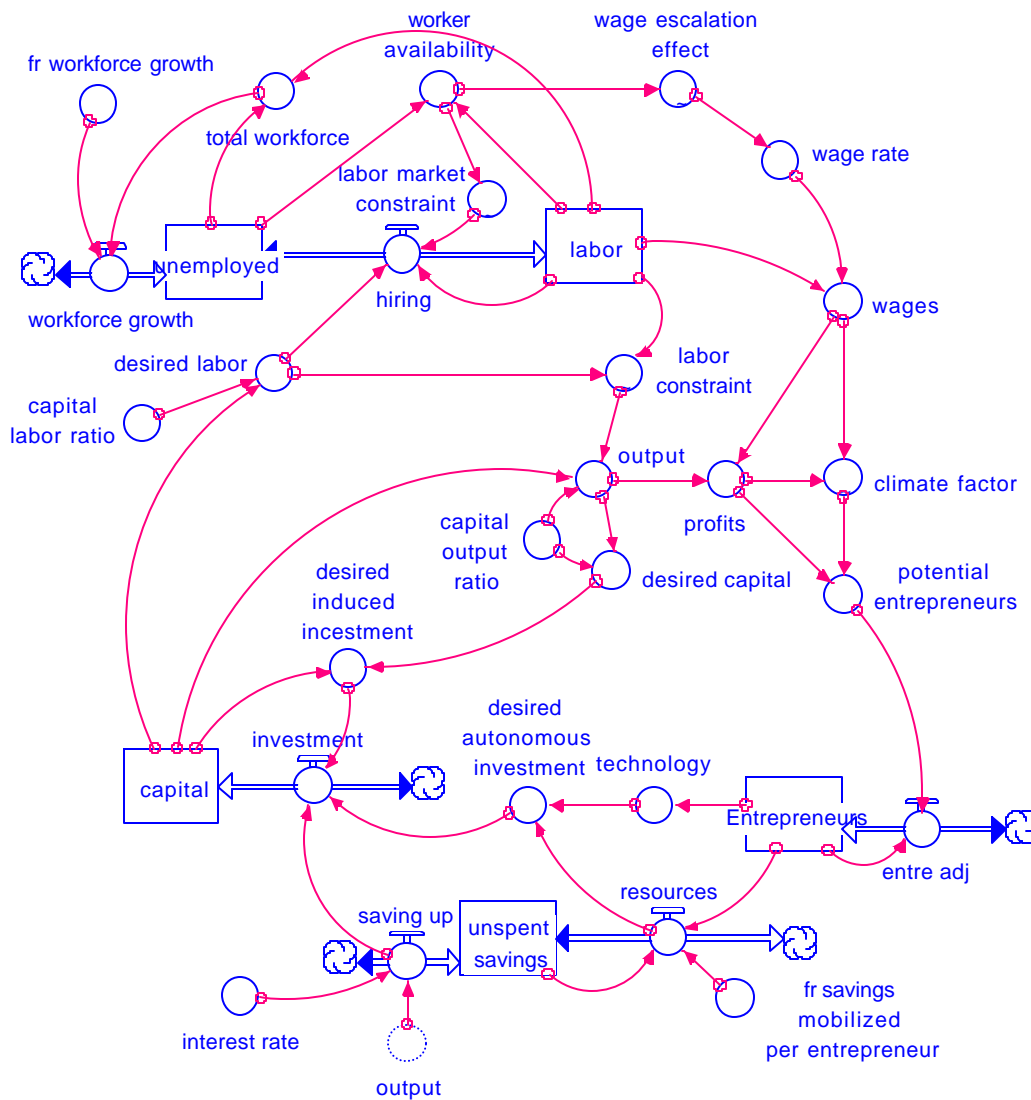 worker
availability
wage escalation
effect
fr workforce growth
total workforce
wage rate
labor market
constraint
unemployed
labor
hiring
workforce growth
wages
desired labor
labor
constraint
capital
labor ratio
output
climate factor
profits
capital
output
ratio
desired capital
potential
entrepreneurs
desired
induced
incestment
desired
autonomous
investment
investment
technology
capital
Entrepreneurs
entre adj
resources
saving up
unspent
savings
fr savings
mobilized
per entrepreneur
interest rate
output